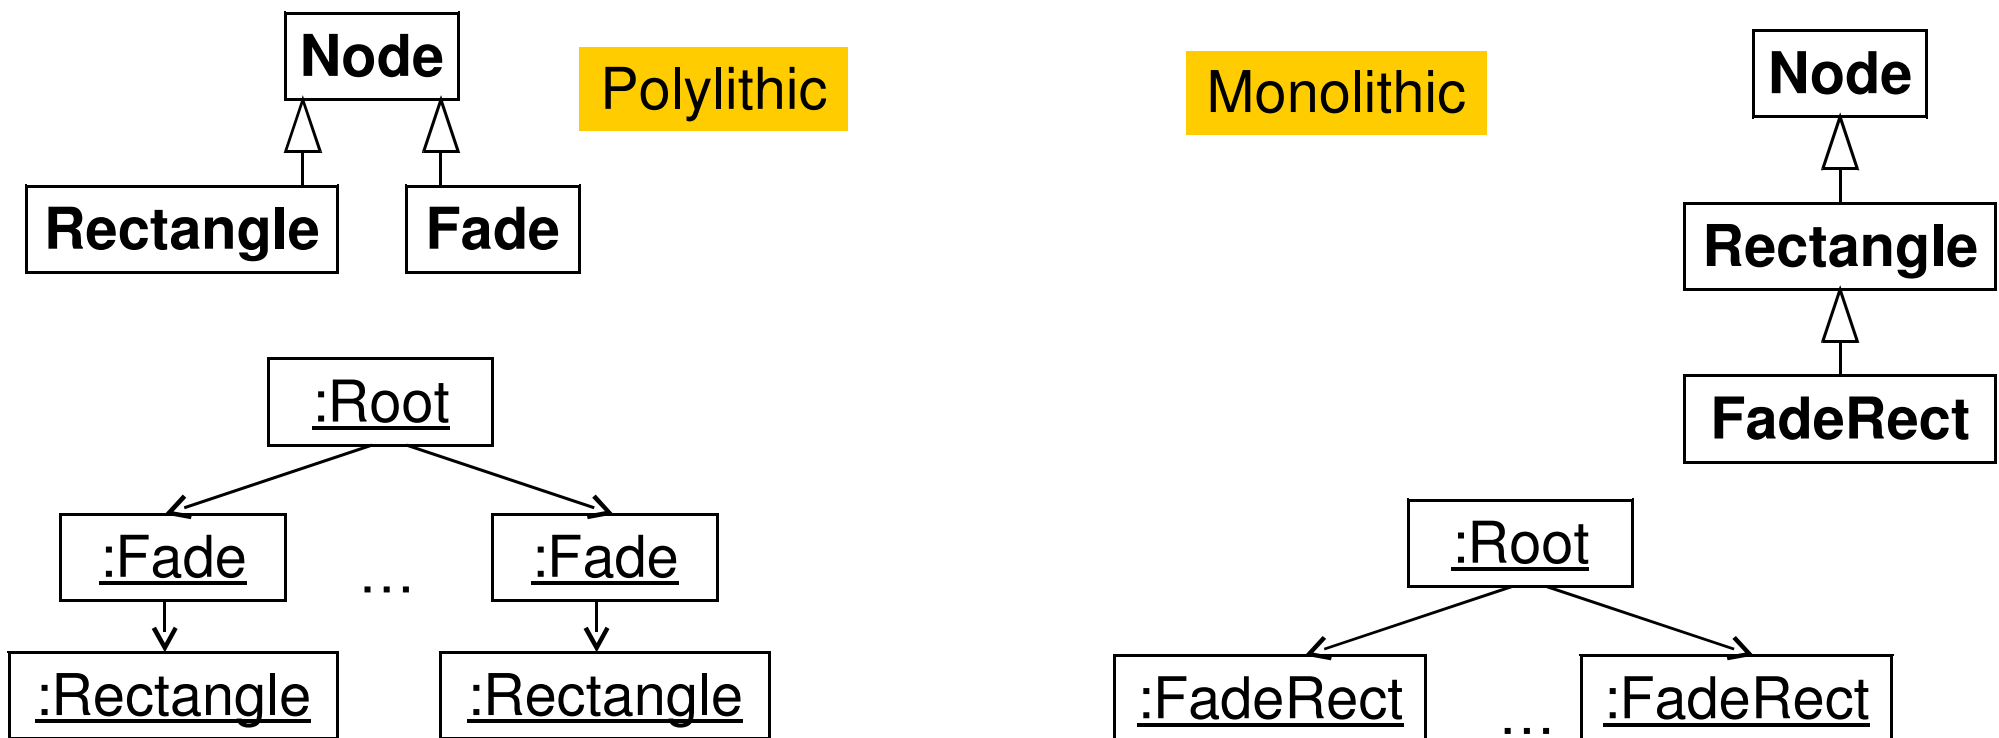 Node
Polylithic
Rectangle
Fade
:Root
:Fade
…
:Fade
:Rectangle
:Rectangle
Monolithic
Node
Rectangle
FadeRect
:Root
:FadeRect
…
:FadeRect